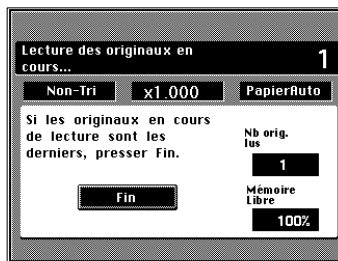 Lecture des originaux en
cours...
1
Non-Tri
x1.000
PapierAuto
Si les originaux en cours
de lecture sont les
derniers, presser Fin.
Nb orig.
lus
1
Fin
Mémoire
Libre
100%